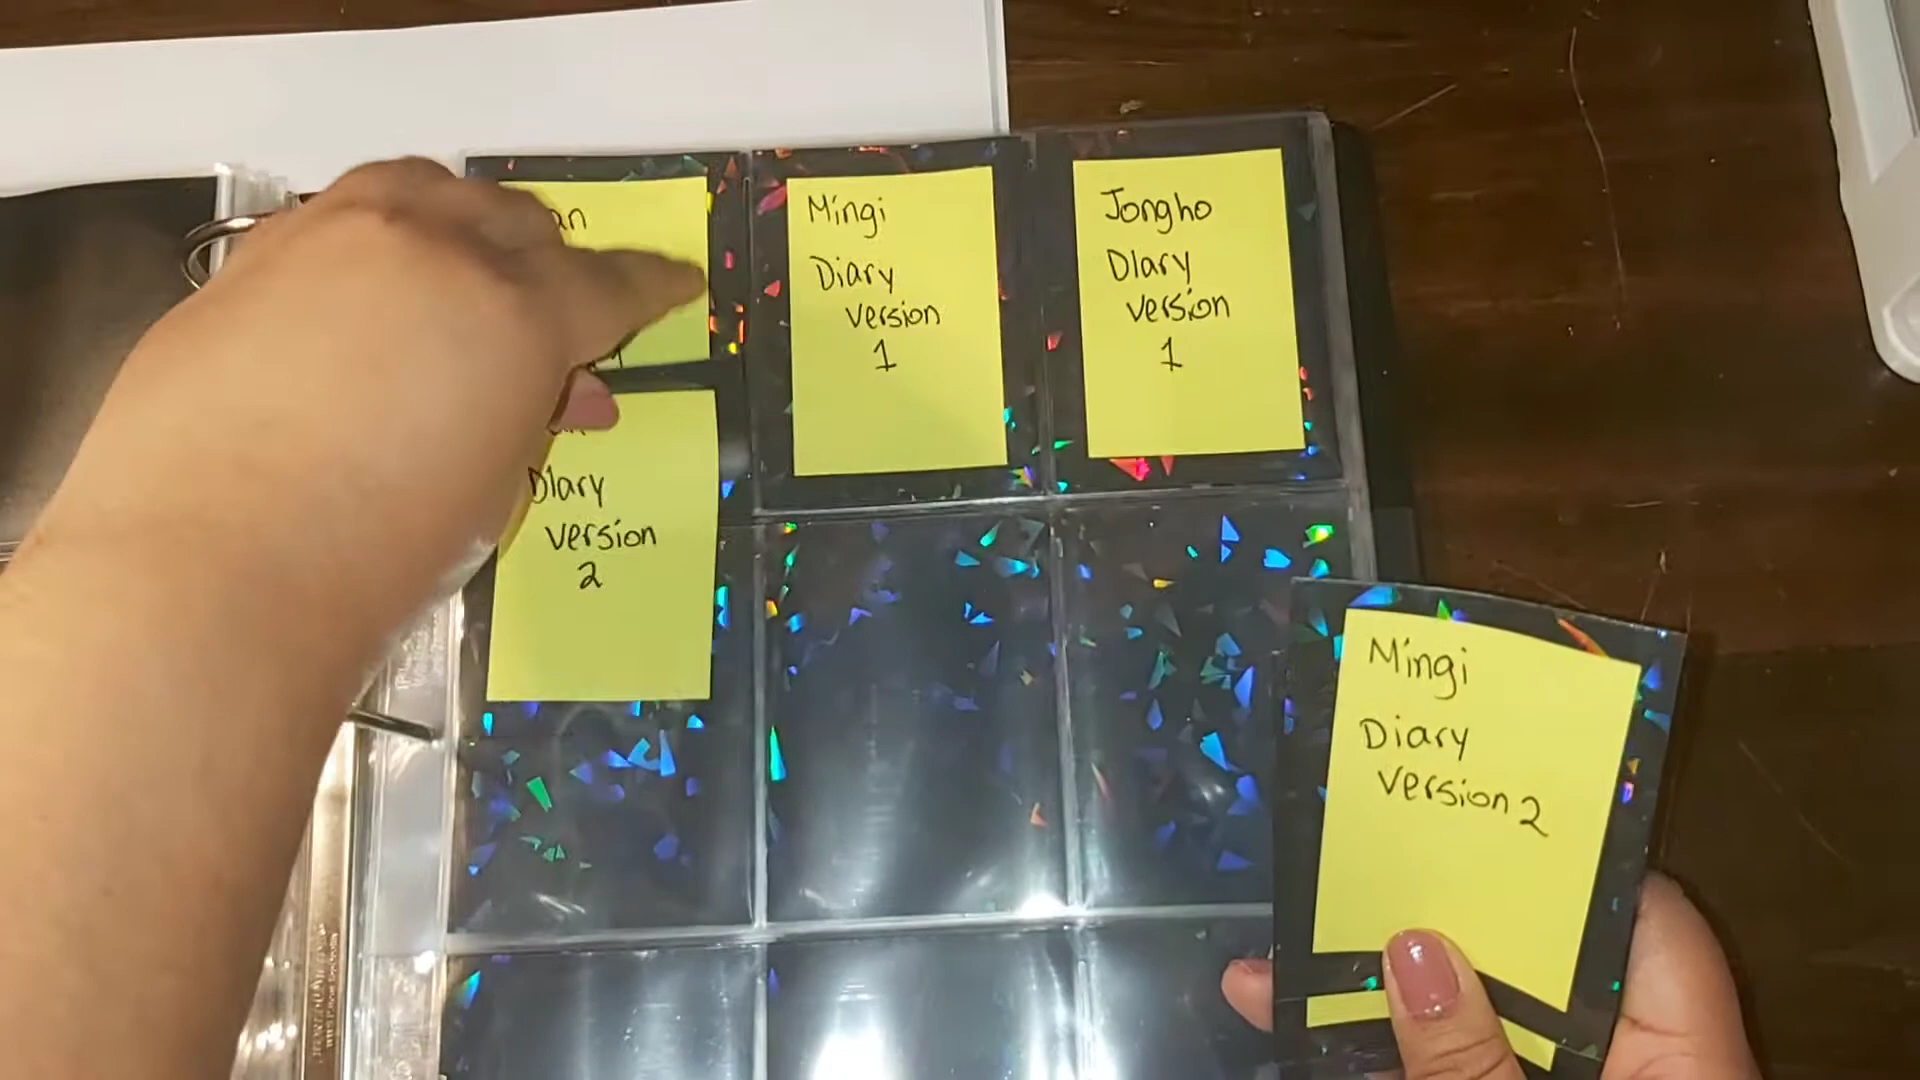 Mingi
Diary
version
1
Jongho
DIary
version
1
DIary
version
2
Mingi
Diary
version 2